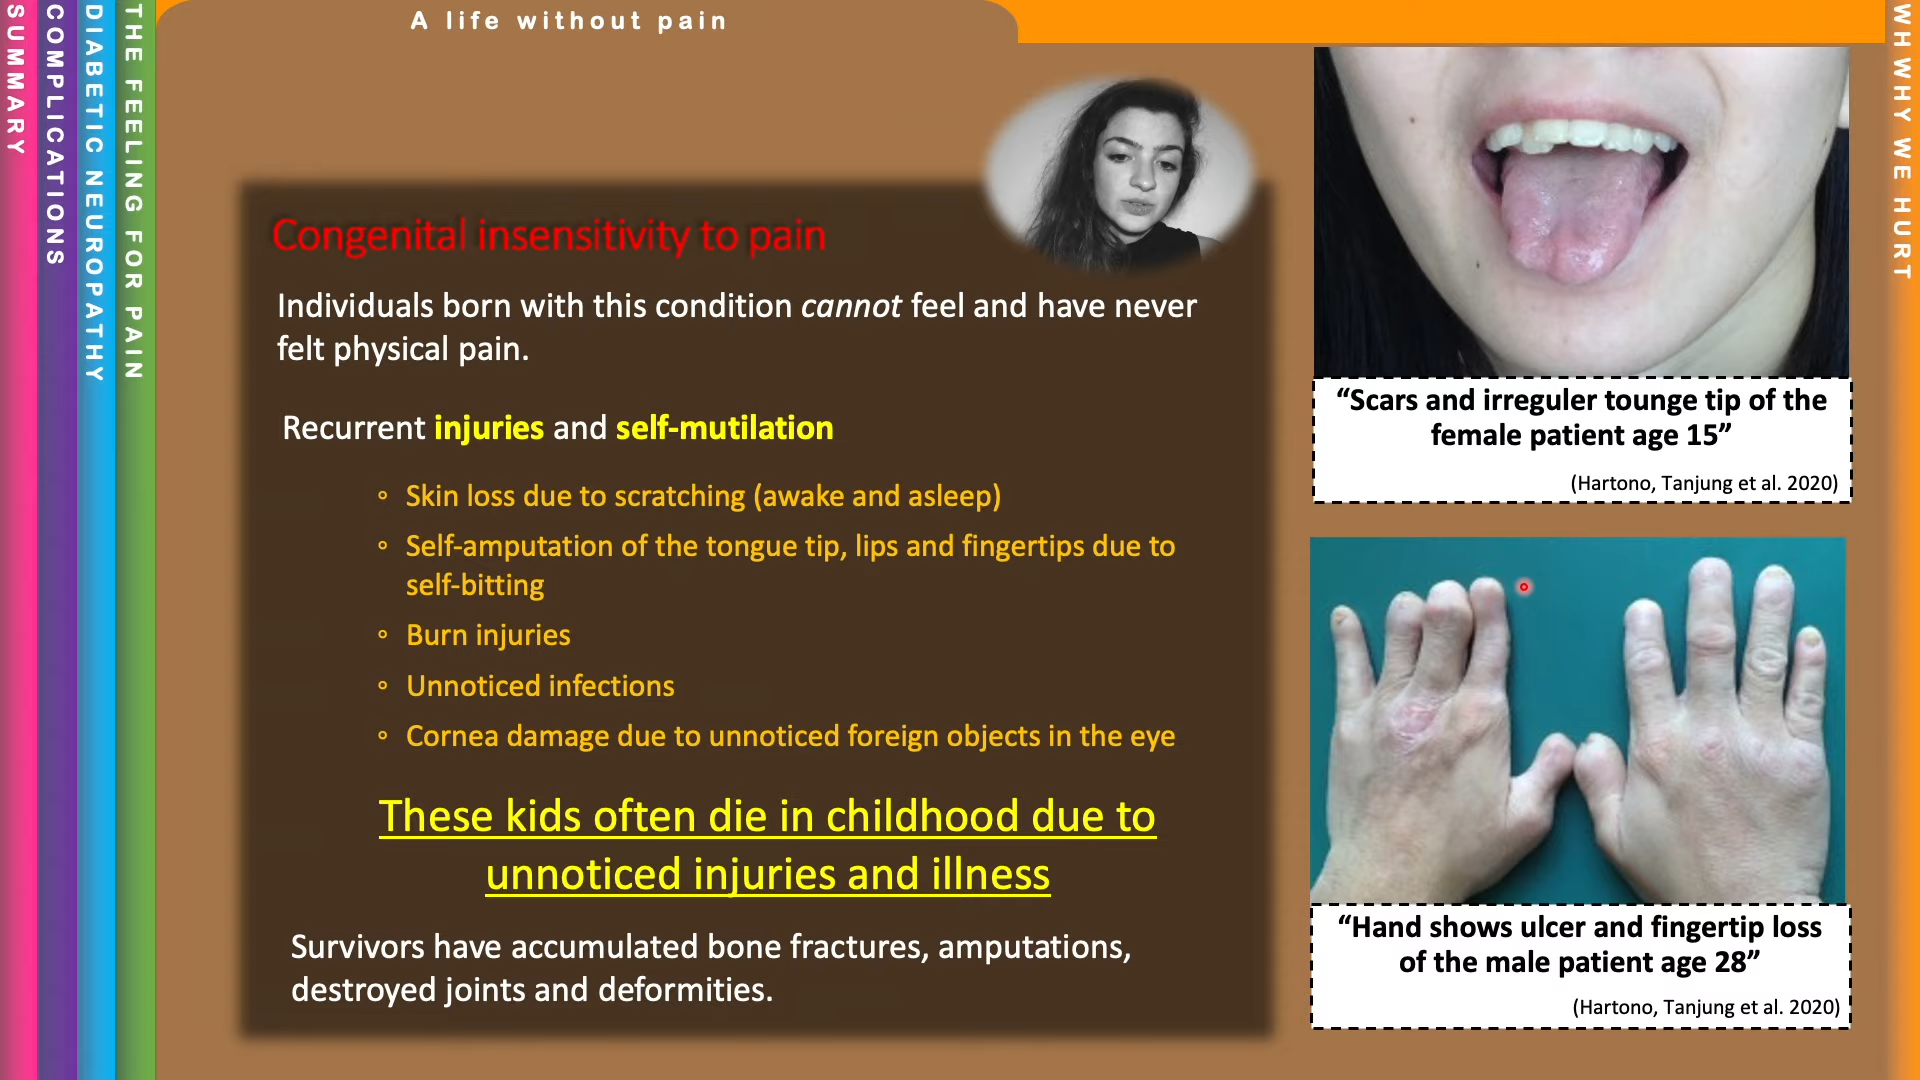 A life without pain
SUMMARY
COMPLICATIONS
DIABETIC NEUROPATHY
THE FEELING FOR PAIN
WHWHY WE HURT
Congenital insensitivity to pain
Individuals born with this condition cannot feel and have never
felt physical pain.
Recurrent injuries and self-mutilation
° Skin loss due to scratching (awake and asleep)
° Self-amputation of the tongue tip, lips and fingertips due to
self-bitting
° Burn injuries
° Unnoticed infections
° Cornea damage due to unnoticed foreign objects in the eye
These kids often die in childhood due to
unnoticed injuries and illness
Survivors have accumulated bone fractures, amputations,
destroyed joints and deformities.
“Scars and irreguler tounge tip of the
female patient age 15”
(Hartono, Tanjung et al. 2020)
“Hand shows ulcer and fingertip loss
of the male patient age 28”
(Hartono, Tanjung et al. 2020)